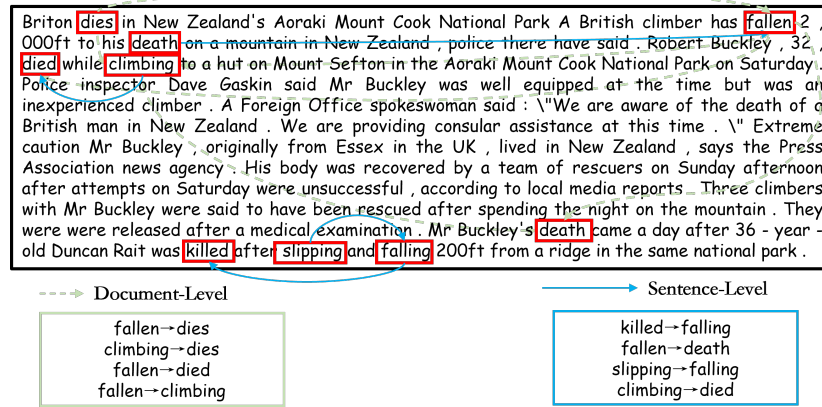 Briton dies in New Zealand's Aoraki Mount Cook National Park A British climber has fallen 2 ,
000ft to his death on a mountain in New Zealand , police there have said . Robert Buckley , 32 ,
died while climbing to a hut on Mount Sefton in the Aoraki Mount Cook National Park on Saturday .
Police inspector Dave Gaskin said Mr Buckley was well equipped at the time but was an
inexperienced climber . A Foreign Office spokeswoman said : \"We are aware of the death of a
British man in New Zealand . We are providing consular assistance at this time . \" Extreme
caution Mr Buckley , originally from Essex in the UK , lived in New Zealand , says the Press
Association news agency . His body was recovered by a team of rescuers on Sunday afternoon
after attempts on Saturday were unsuccessful , according to local media reports . Three climbers
with Mr Buckley were said to have been rescued after spending the night on the mountain . They
were were released after a medical examination . Mr Buckley's death came a day after 36 - year -
old Duncan Rait was killed after slipping and falling 200ft from a ridge in the same national park .
Document-Level
fallen→dies
climbing→dies
fallen→died
fallen→climbing
Sentence-Level
killed→falling
fallen→death
slipping→falling
climbing→died